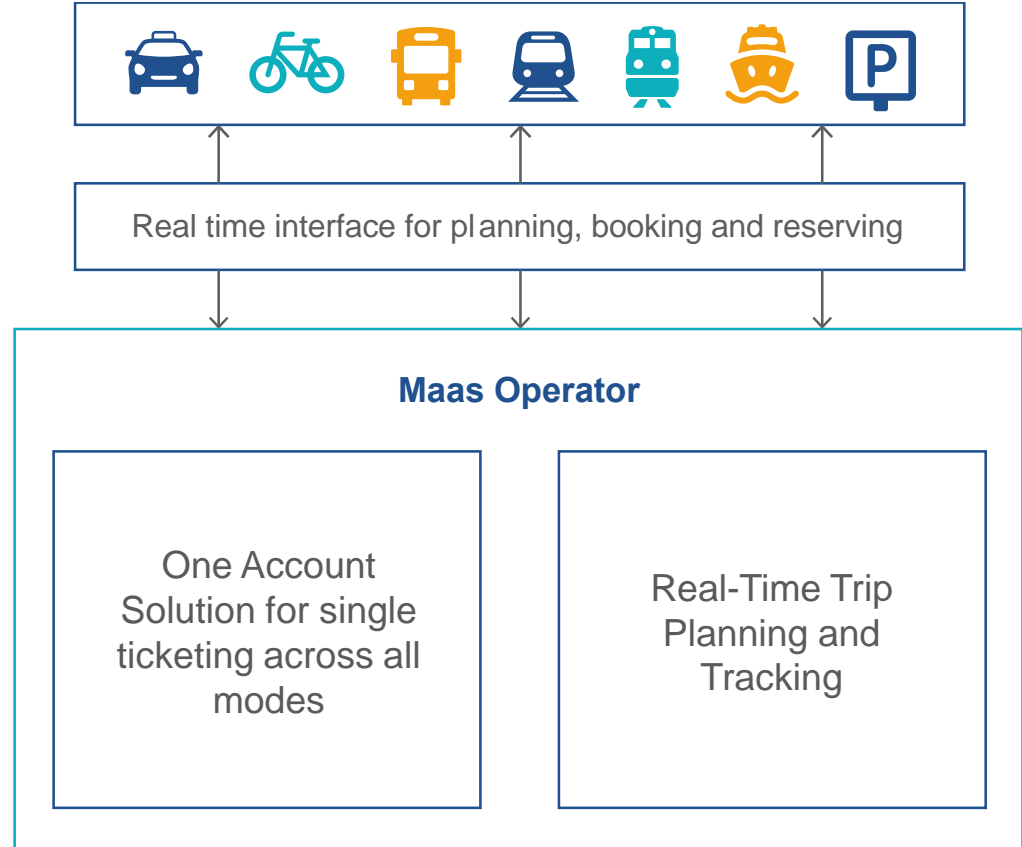 P
Real time interface for planning, booking and reserving
Maas Operator
One Account
Solution for single
ticketing across all
modes
Real-Time Trip
Planning and
Tracking